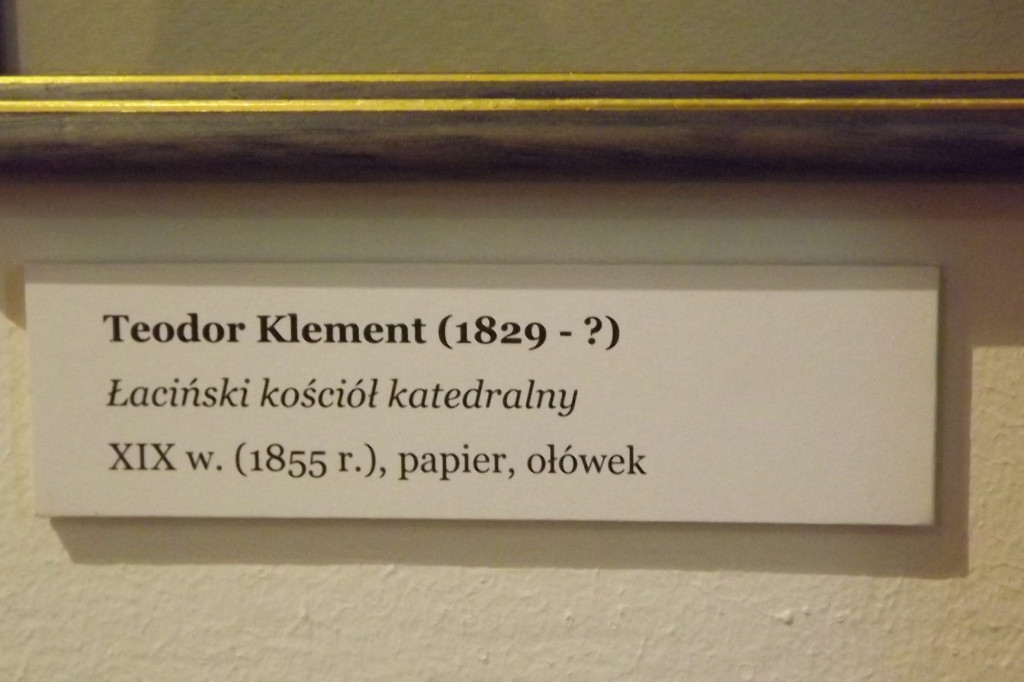 Teodor Klement (1829 - ?)
Łaciński kościół katedralny
XIX w. (1855 r.), papier, ołówek